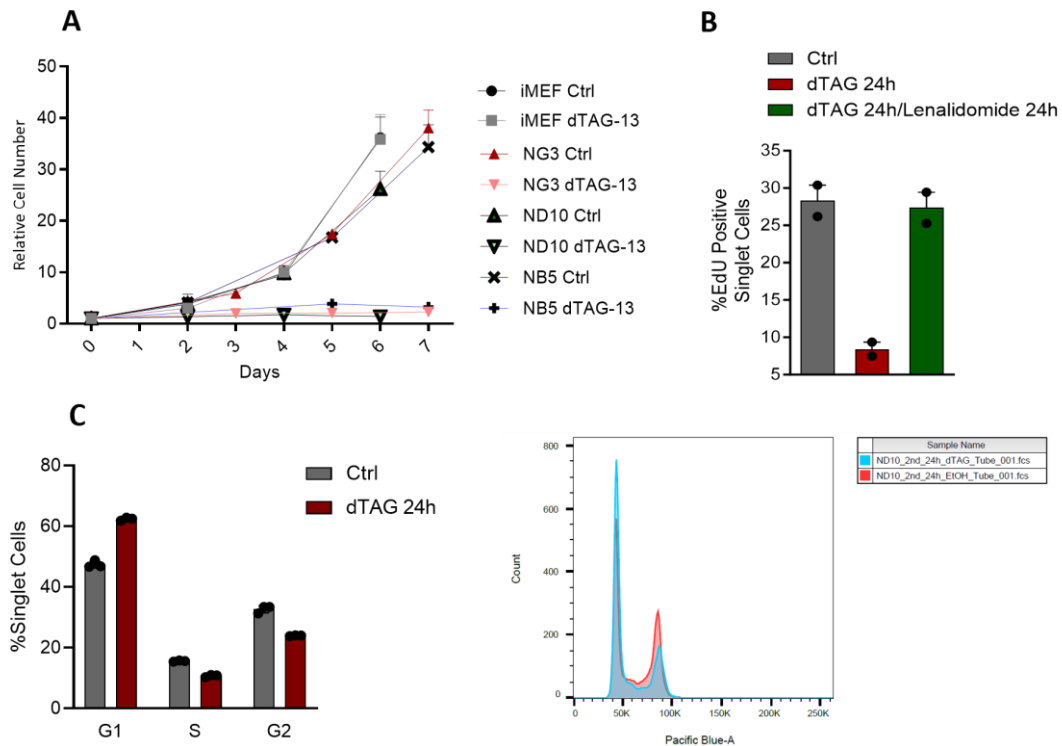 A
Relative Cell Number
50
40
30
20
10
0
0
1
2
3
4
5
6
7
Days
iMEF Ctrl
iMEF dTAG-13
NG3 Ctrl
NG3 dTAG-13
ND10 Ctrl
ND10 dTAG-13
NB5 Ctrl
NB5 dTAG-13
B
Ctrl
dTAG 24h
dTAG 24h/Lenalidomide 24h
%EdU Positive
Singlet Cells
35
30
25
20
15
10
5
C
%Singlet Cells
80
60
40
20
0
G1
S
G2
Ctrl
dTAG 24h
Count
800
600
400
200
0
0
50K
100K
150K
200K
250K
Pacific Blue-A
Sample Name
ND10_2nd_24h_dTAG_Tube_001.fcs
ND10_2nd_24h_EtOH_Tube_001.fcs